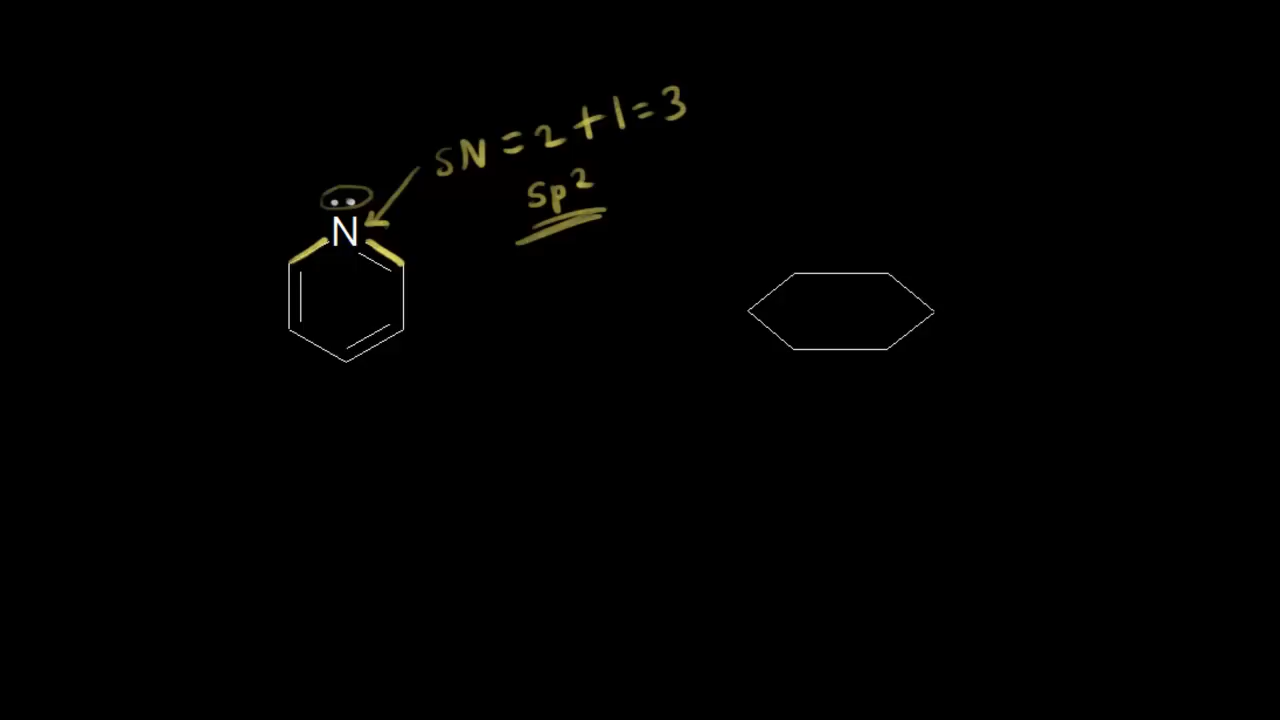 SN = 2 + 1 = 3
Sp²
N